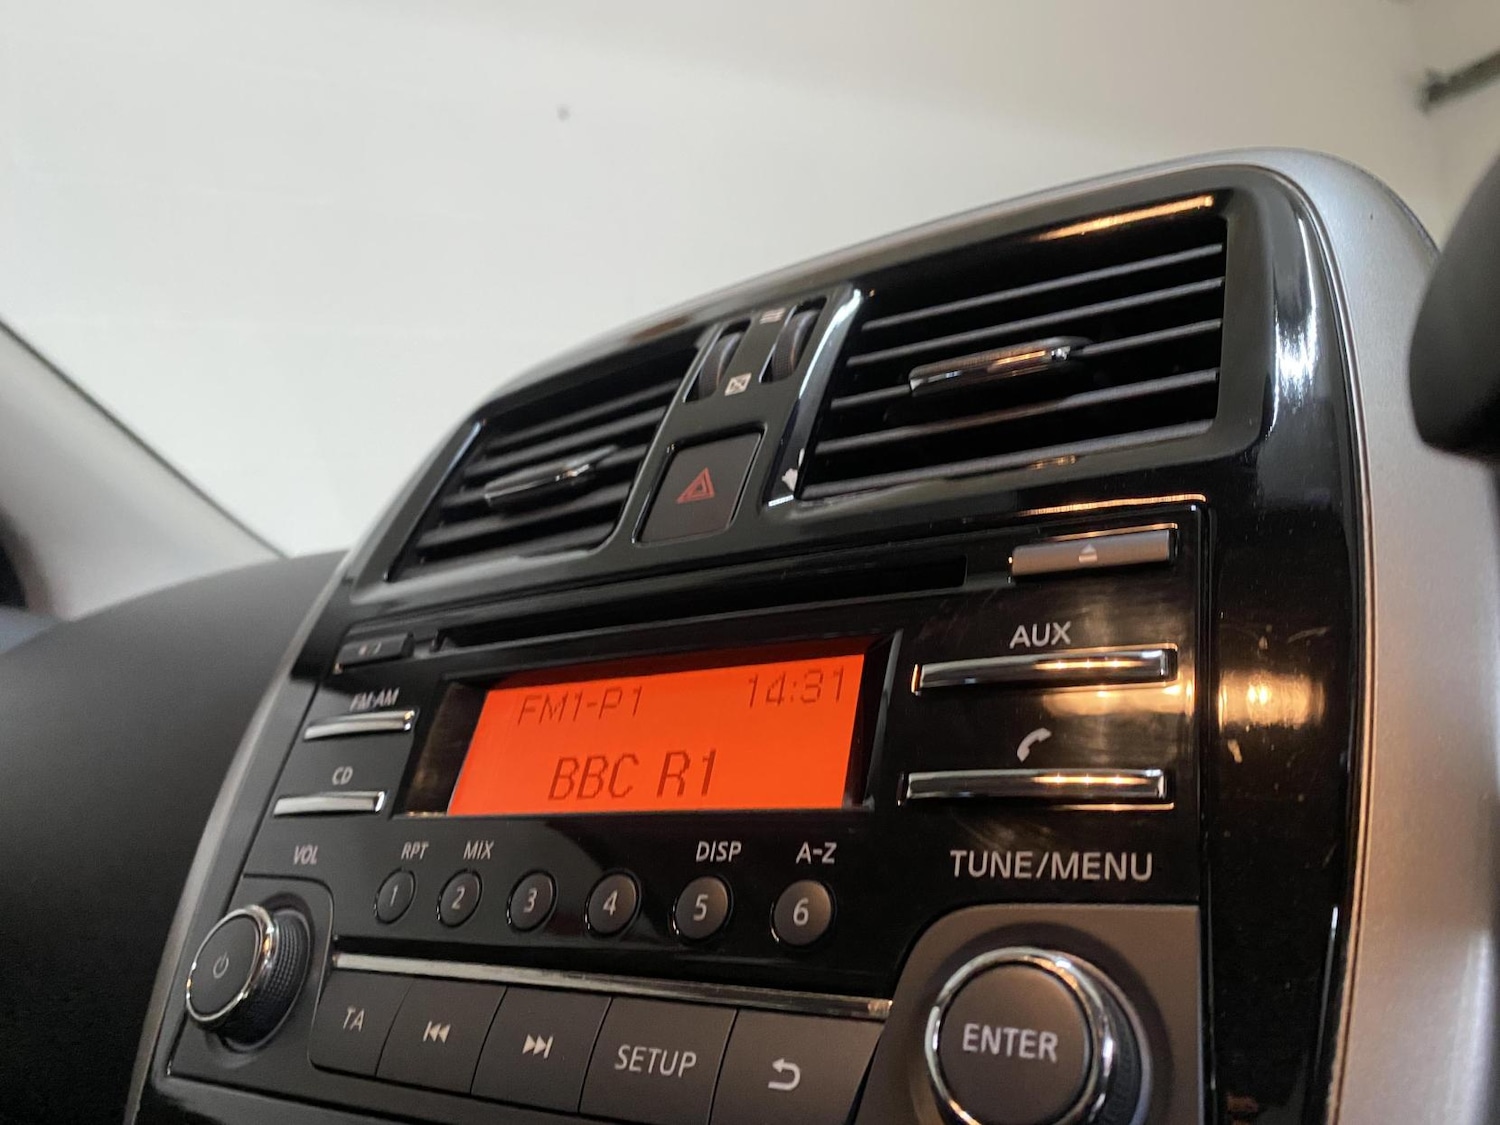 AUX
FM-AM
FM1-P1 14:31
BBC R1
CD
VOL
RPT MIX DISP A-Z
1 2 3 4 5 6
TUNE/MENU
TA
SETUP
ENTER